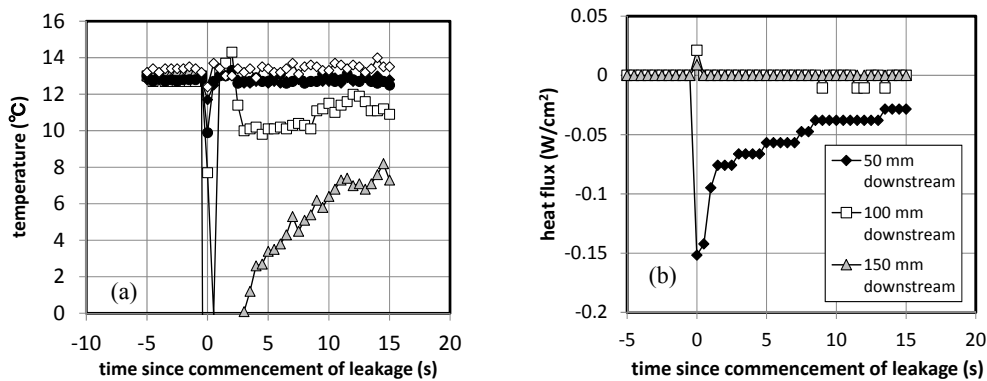 16
14
12
10
8
6
4
2
0
temperature (℃)
(a)
-10 -5 0 5 10 15 20
time since commencement of leakage (s)
0.05
0
-0.05
-0.1
-0.15
-0.2
heat flux (W/cm²)
50 mm
downstream
100 mm
downstream
150 mm
downstream
(b)
-5 0 5 10 15 20
time since commencement of leakage (s)